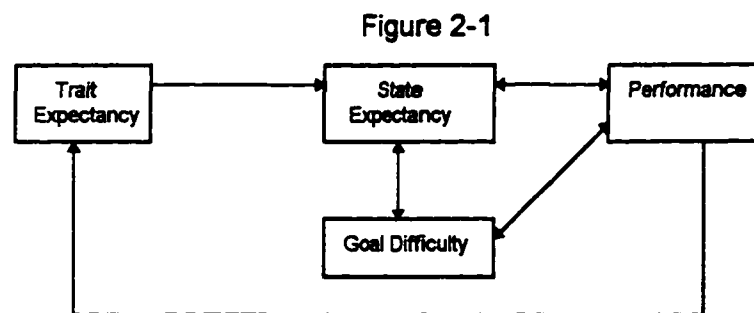 Figure 2-1
Trait
Expectancy
State
Expectancy
Performance
Goal Difficulty